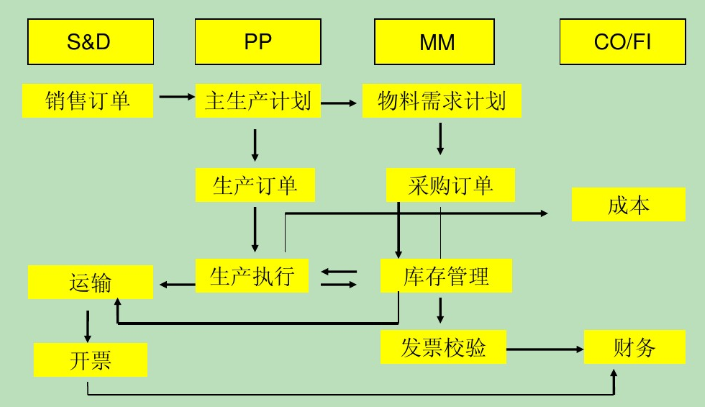 S&D
PP
MM
CO/FI
销售订单
主生产计划
物料需求计划
生产订单
采购订单
成本
运输
生产执行
库存管理
开票
发票校验
财务